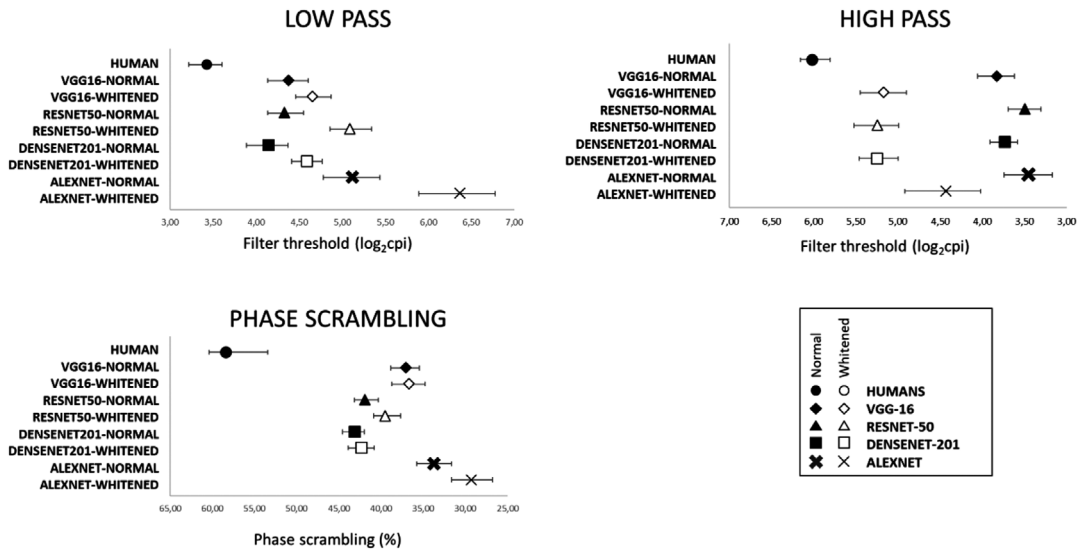 LOW PASS
HUMAN
VGG16-NORMAL
VGG16-WHITENED
RESNET50-NORMAL
RESNET50-WHITENED
DENSENET201-NORMAL
DENSENET201-WHITENED
ALEXNET-NORMAL
ALEXNET-WHITENED
3,00 3,50 4,00 4,50 5,00 5,50 6,00 6,50 7,00
Filter threshold (log₂cpi)
HIGH PASS
HUMAN
VGG16-NORMAL
VGG16-WHITENED
RESNET50-NORMAL
RESNET50-WHITENED
DENSENET201-NORMAL
DENSENET201-WHITENED
ALEXNET-NORMAL
ALEXNET-WHITENED
7,00 6,00 5,50 5,00 4,50 4,00 3,50 3,00
Filter threshold (log₂cpi)
PHASE SCRAMBLING
HUMAN
VGG16-NORMAL
VGG16-WHITENED
RESNET50-NORMAL
RESNET50-WHITENED
DENSENET201-NORMAL
DENSENET201-WHITENED
ALEXNET-NORMAL
ALEXNET-WHITENED
65,00 60,00 55,00 50,00 45,00 40,00 35,00 30,00 25,00
Phase scrambling (%)
Normal
Whitened
HUMANS
VGG-16
RESNET-50
DENSENET-201
ALEXNET